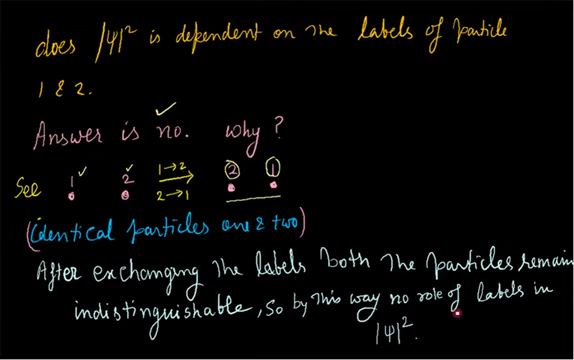 does |Ψ|² is dependent on the labels of particle
1 & 2.
Answer is no. why?
See 1 2 1→2 2→1 2 1
(identical particles one & two)
After exchanging the labels both the particles remain
indistinguishable, so by this way no role of labels in
|Ψ|².